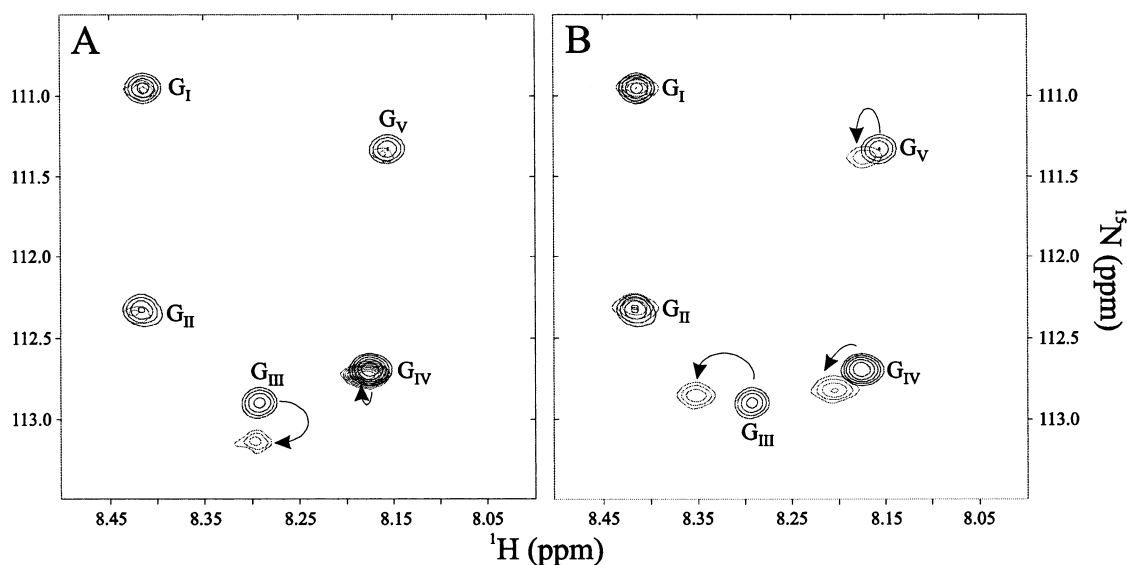 A
B
G_I
G_V
G_II
G_III
G_IV
G_I
G_V
G_II
G_III
G_IV
111.0
111.5
112.0
112.5
113.0
111.0
111.5
112.0
112.5
113.0
¹⁵N (ppm)
8.45 8.35 8.25 8.15 8.05
8.45 8.35 8.25 8.15 8.05
¹H (ppm)